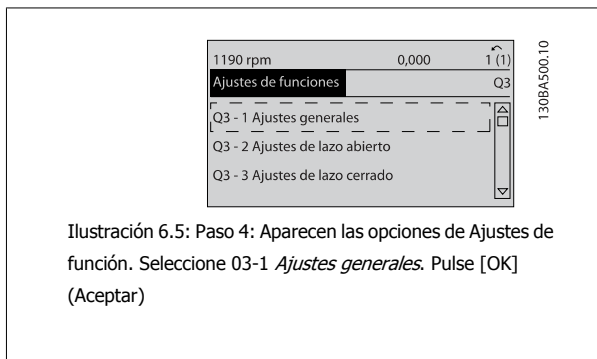 1190 rpm 0,000 1 (1)
Ajustes de funciones Q3
Q3 - 1 Ajustes generales
Q3 - 2 Ajustes de lazo abierto
Q3 - 3 Ajustes de lazo cerrado
130BA500.10
Ilustración 6.5: Paso 4: Aparecen las opciones de Ajustes de
función. Seleccione 03-1 Ajustes generales. Pulse [OK]
(Aceptar)